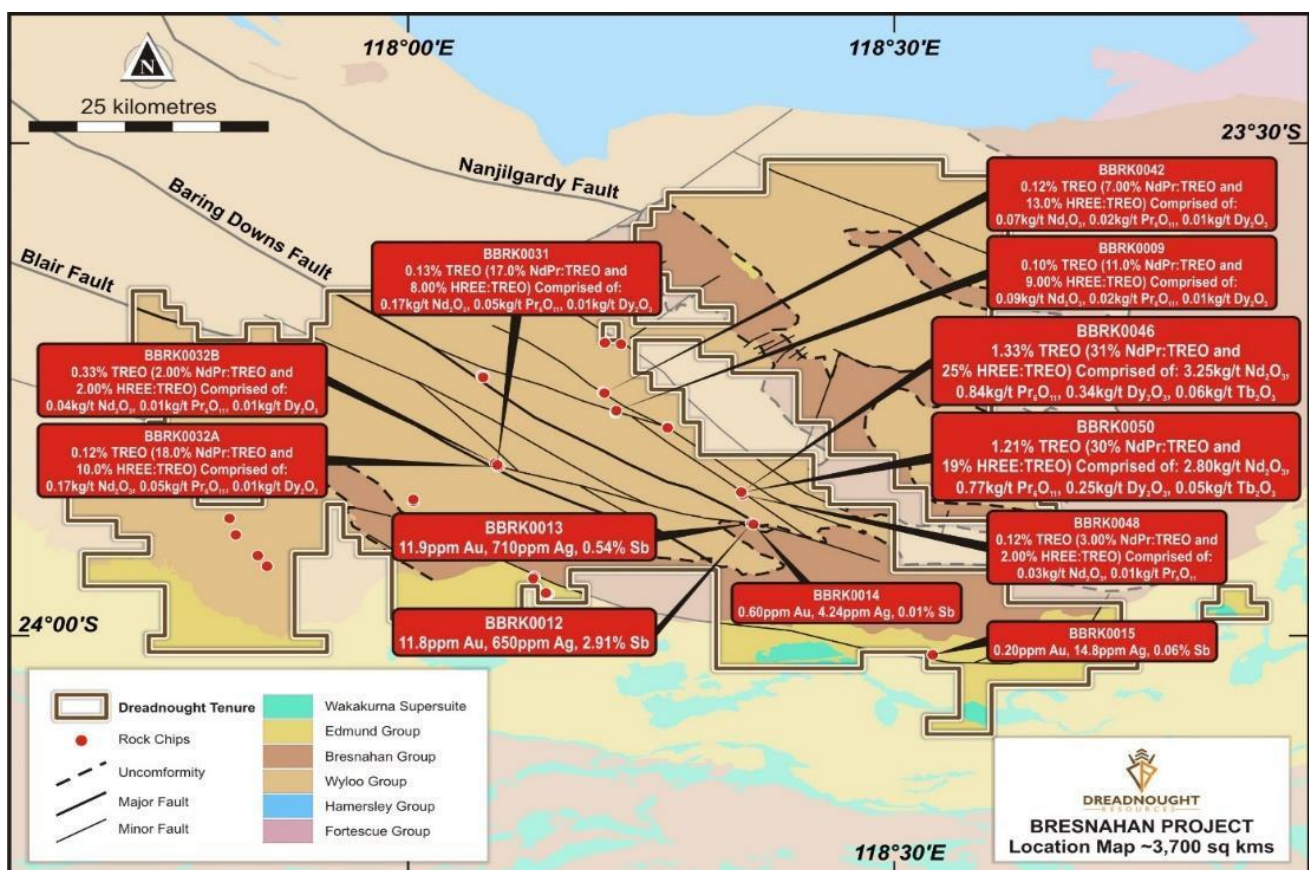 118°00'E
118°30'E
N
25 kilometres
23°30'S
Nanjilgardy Fault
Baring Downs Fault
Blair Fault
BBRK0042
0.12% TREO (7.00% NdPr:TREO and
13.0% HREE:TREO) Comprised of:
0.07kg/t Nd₂O₃, 0.02kg/t Pr₆O₁₁, 0.01kg/t Dy₂O₃
BBRK0031
0.13% TREO (17.0% NdPr:TREO and
8.00% HREE:TREO) Comprised of:
0.17kg/t Nd₂O₃, 0.05kg/t Pr₆O₁₁, 0.01kg/t Dy₂O₃
BBRK0009
0.10% TREO (11.0% NdPr:TREO and
9.00% HREE:TREO) Comprised of:
0.09kg/t Nd₂O₃, 0.02kg/t Pr₆O₁₁, 0.01kg/t Dy₂O₃
BBRK0046
1.33% TREO (31% NdPr:TREO and
25% HREE:TREO) Comprised of: 3.25kg/t Nd₂O₃,
0.84kg/t Pr₆O₁₁, 0.34kg/t Dy₂O₃, 0.06kg/t Tb₂O₃
BBRK0032B
0.33% TREO (2.00% NdPr:TREO and
2.00% HREE:TREO) Comprised of:
0.04kg/t Nd₂O₃, 0.01kg/t Pr₆O₁₁, 0.01kg/t Dy₂O₃
BBRK0032A
0.12% TREO (18.0% NdPr:TREO and
10.0% HREE:TREO) Comprised of:
0.17kg/t Nd₂O₃, 0.05kg/t Pr₆O₁₁, 0.01kg/t Dy₂O₃
BBRK0050
1.21% TREO (30% NdPr:TREO and
19% HREE:TREO) Comprised of: 2.80kg/t Nd₂O₃,
0.77kg/t Pr₆O₁₁, 0.25kg/t Dy₂O₃, 0.05kg/t Tb₂O₃
BBRK0013
11.9ppm Au, 710ppm Ag, 0.54% Sb
BBRK0048
0.12% TREO (3.00% NdPr:TREO and
2.00% HREE:TREO) Comprised of:
0.03kg/t Nd₂O₃, 0.01kg/t Pr₆O₁₁
BBRK0014
0.60ppm Au, 4.24ppm Ag, 0.01% Sb
BBRK0012
11.8ppm Au, 650ppm Ag, 2.91% Sb
BBRK0015
0.20ppm Au, 14.8ppm Ag, 0.06% Sb
24°00'S
Dreadnought Tenure
Rock Chips
Uncomformity
Major Fault
Minor Fault
Wakakurna Supersuite
Edmund Group
Bresnahan Group
Wyloo Group
Hamersley Group
Fortescue Group
DREADNOUGHT
RESOURCES
BRESNAHAN PROJECT
Location Map ~3,700 sq kms
118°30'E